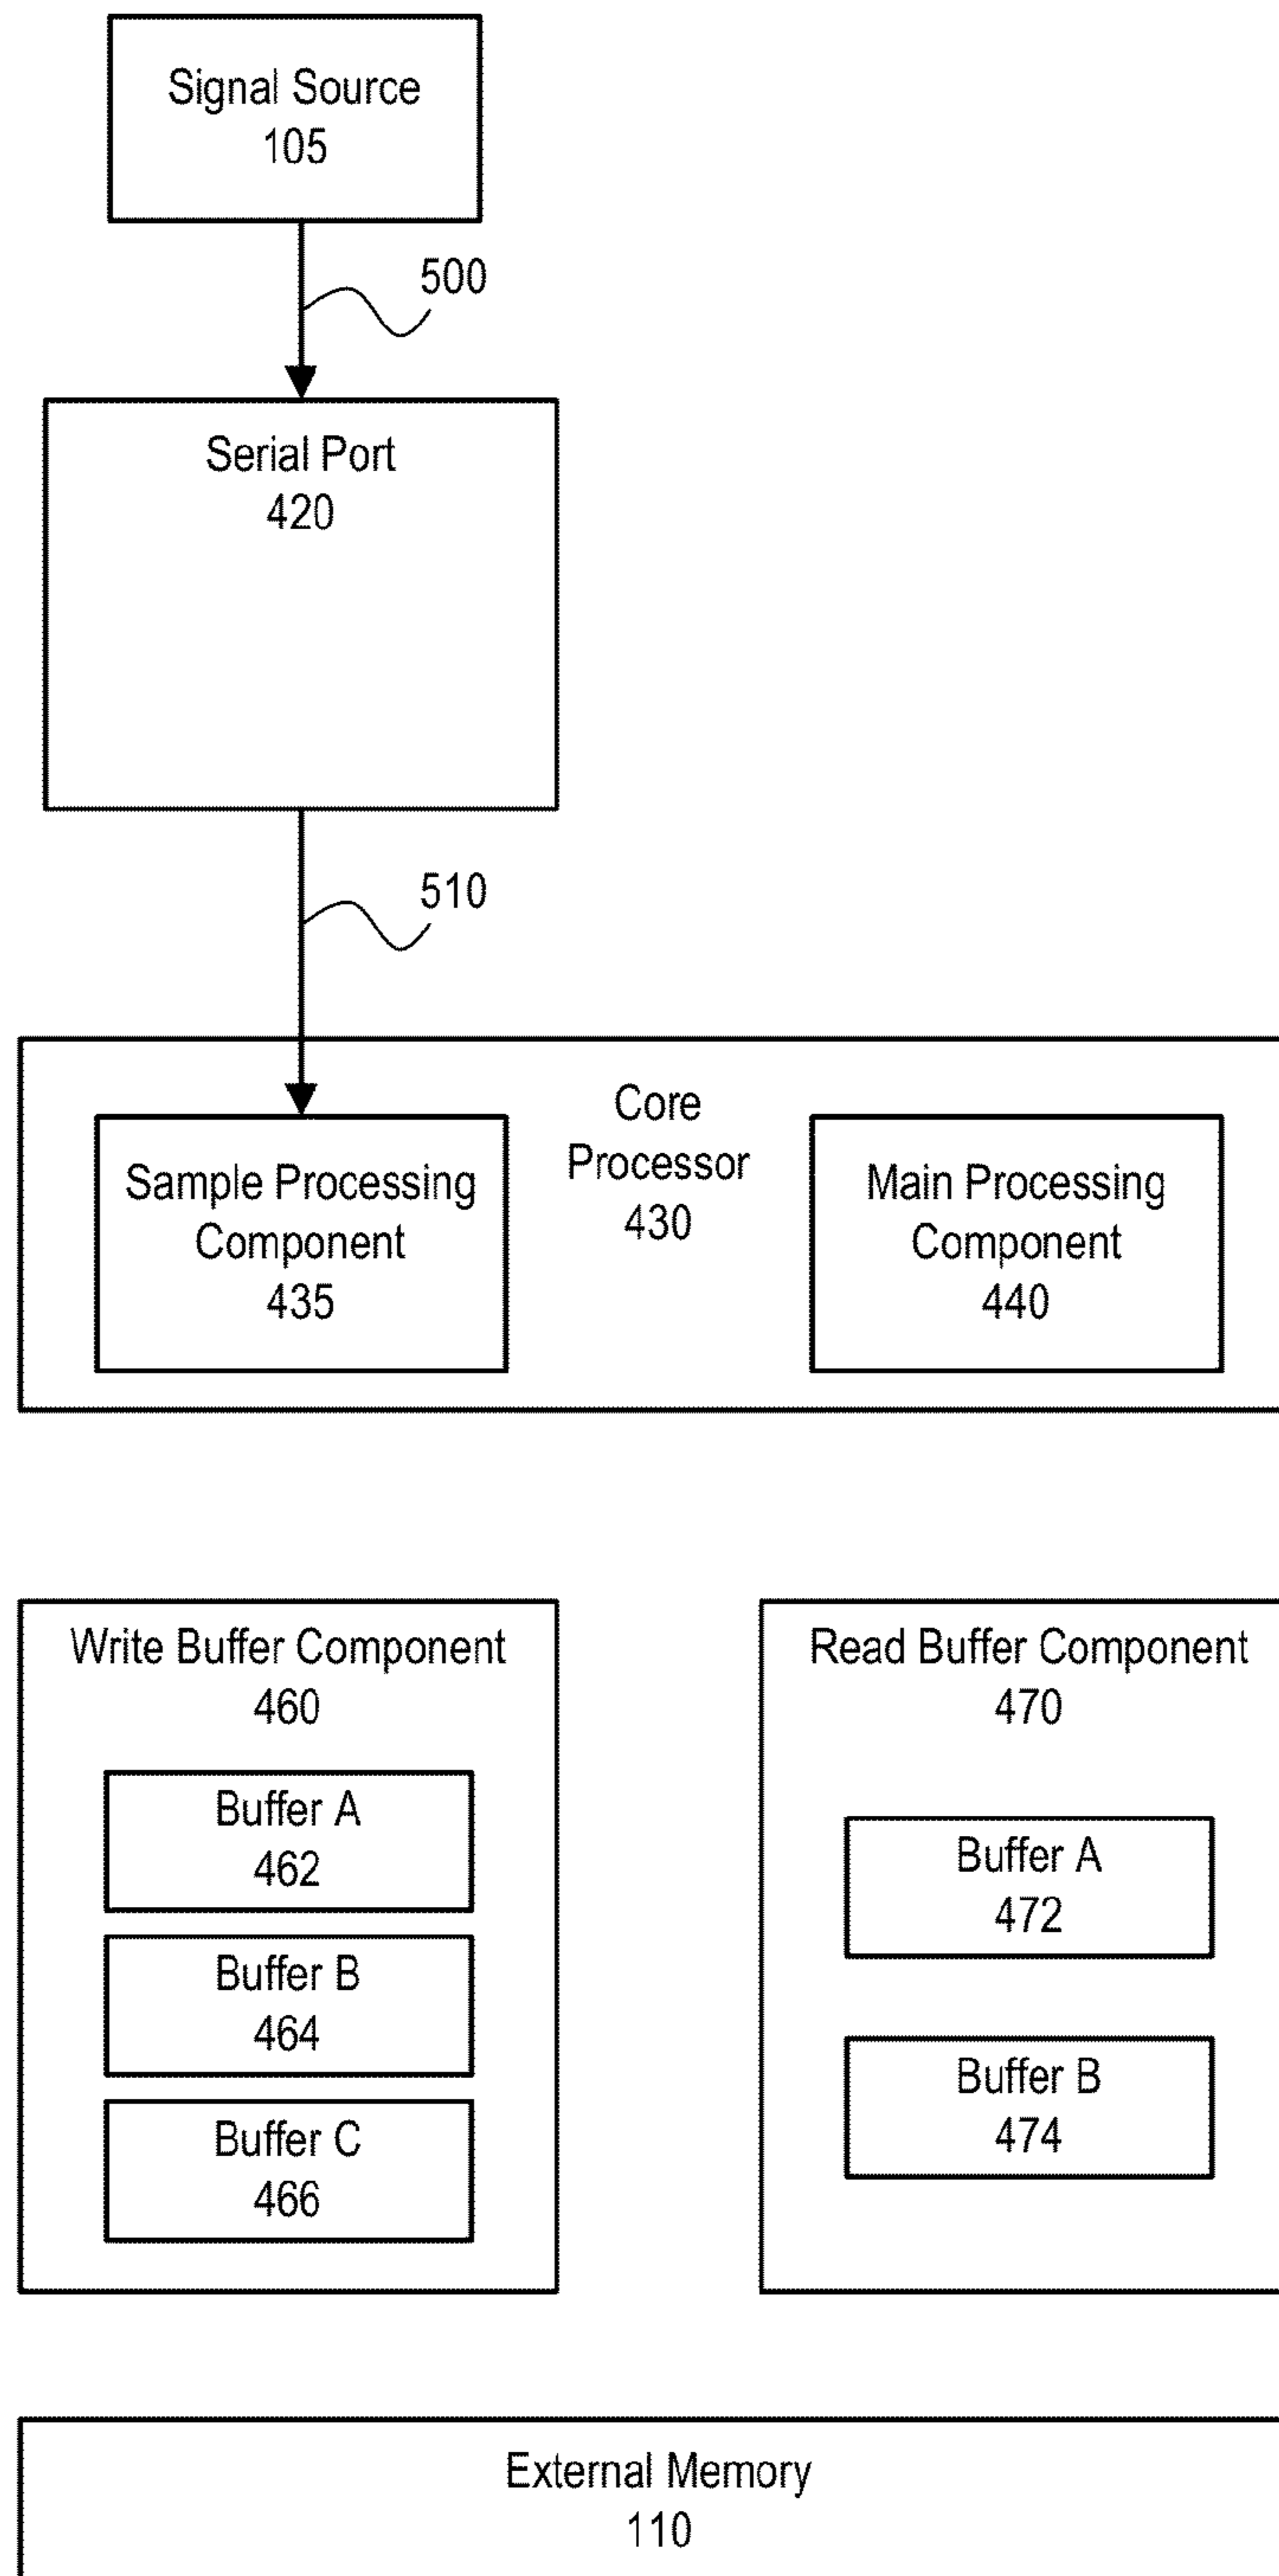 Signal Source
105
500
Serial Port
420
510
Core
Processor
430
Sample Processing
Component
435
Main Processing
Component
440
Write Buffer Component
460
Buffer A
462
Buffer B
464
Buffer C
466
Read Buffer Component
470
Buffer A
472
Buffer B
474
External Memory
110